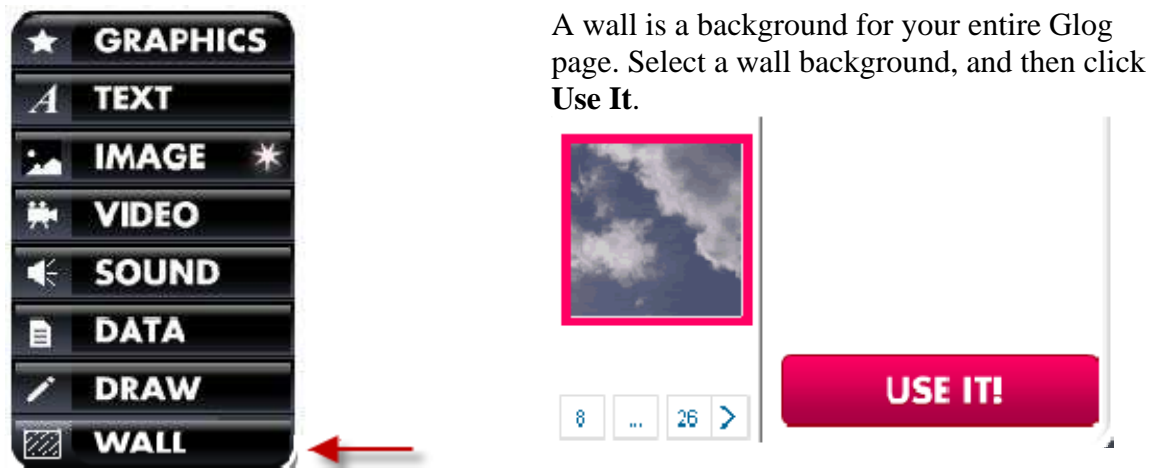 GRAPHICS
TEXT
IMAGE
VIDEO
SOUND
DATA
DRAW
WALL
A wall is a background for your entire Glog
page. Select a wall background, and then click
Use It.
8 ... 26 >
USE IT!